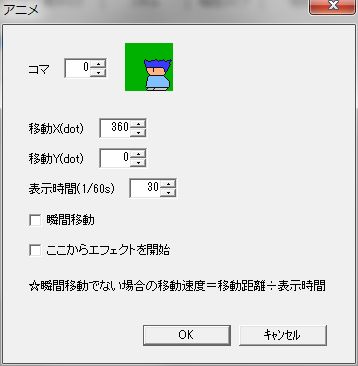 アニメ
コマ 0
移動X(dot) 360
移動Y(dot) 0
表示時間(1/60s) 30
瞬間移動
ここからエフェクトを開始
☆瞬間移動でない場合の移動速度＝移動距離÷表示時間
OK キャンセル